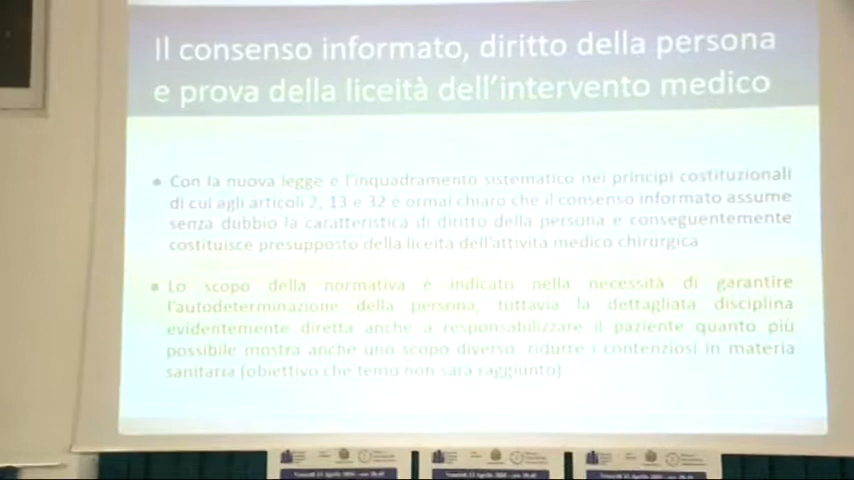 Il consenso informato, diritto della persona
e prova della liceità dell'intervento medico
• Con la nuova legge e l'inquadramento sistematico nei principi costituzionali
di cui agli articoli 2, 13 e 32 è ormai chiaro che il consenso informato assume
senza dubbio la caratteristica di diritto della persona e conseguentemente
costituisce presupposto della liceità dell'attività medico chirurgica
• Lo scopo della normativa è indicato nella necessità di garantire
l'autodeterminazione della persona, tuttavia la dettagliata disciplina
evidentemente diretta anche a responsabilizzare il paziente quanto più
possibile mostra anche uno scopo diverso: ridurre i contenziosi in materia
sanitaria (obiettivo che temo non sarà raggiunto)